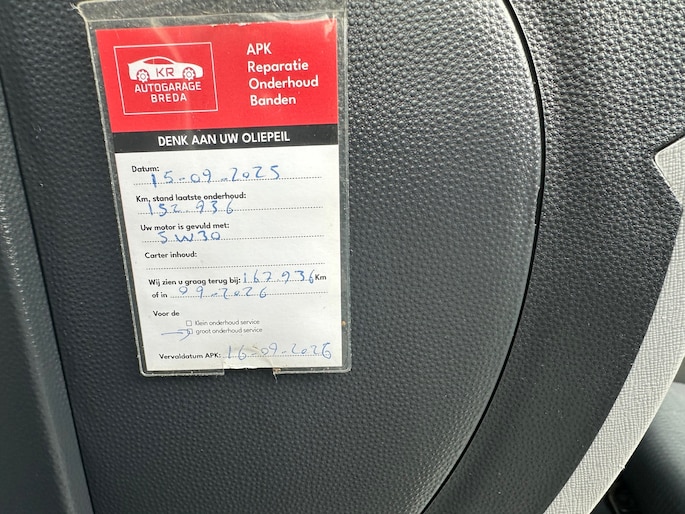 KR
AUTOGARAGE
BREDA
APK
Reparatie
Onderhoud
Banden
DENK AAN UW OLIEPEIL
Datum: 15-09-2025
Km, stand laatste onderhoud:
152.936
Uw motor is gevuld met:
5W30
Carter inhoud:
Wij zien u graag terug bij: 167.936 Km
of in 09-2026
Voor de
klein onderhoud service
groot onderhoud service
Vervaldatum APK: 16-09-2026